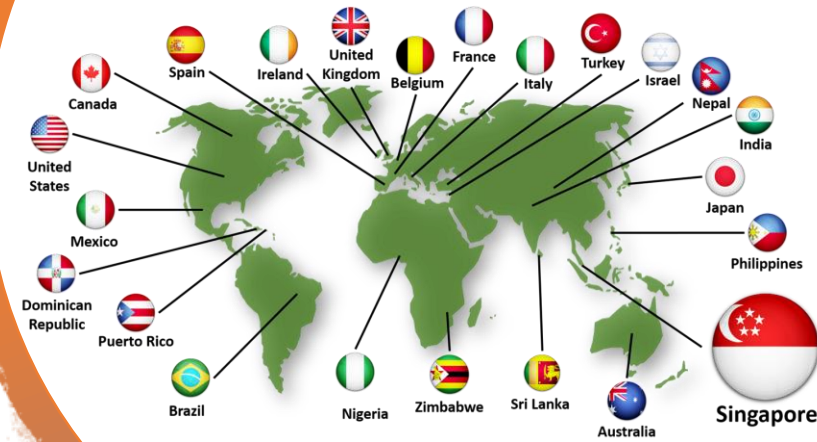 Spain
Ireland
United
Kingdom
Belgium
France
Italy
Turkey
Israel
Nepal
India
Canada
United
States
Japan
Mexico
Philippines
Dominican
Republic
Puerto Rico
Brazil
Nigeria
Zimbabwe
Sri Lanka
Australia
Singapore